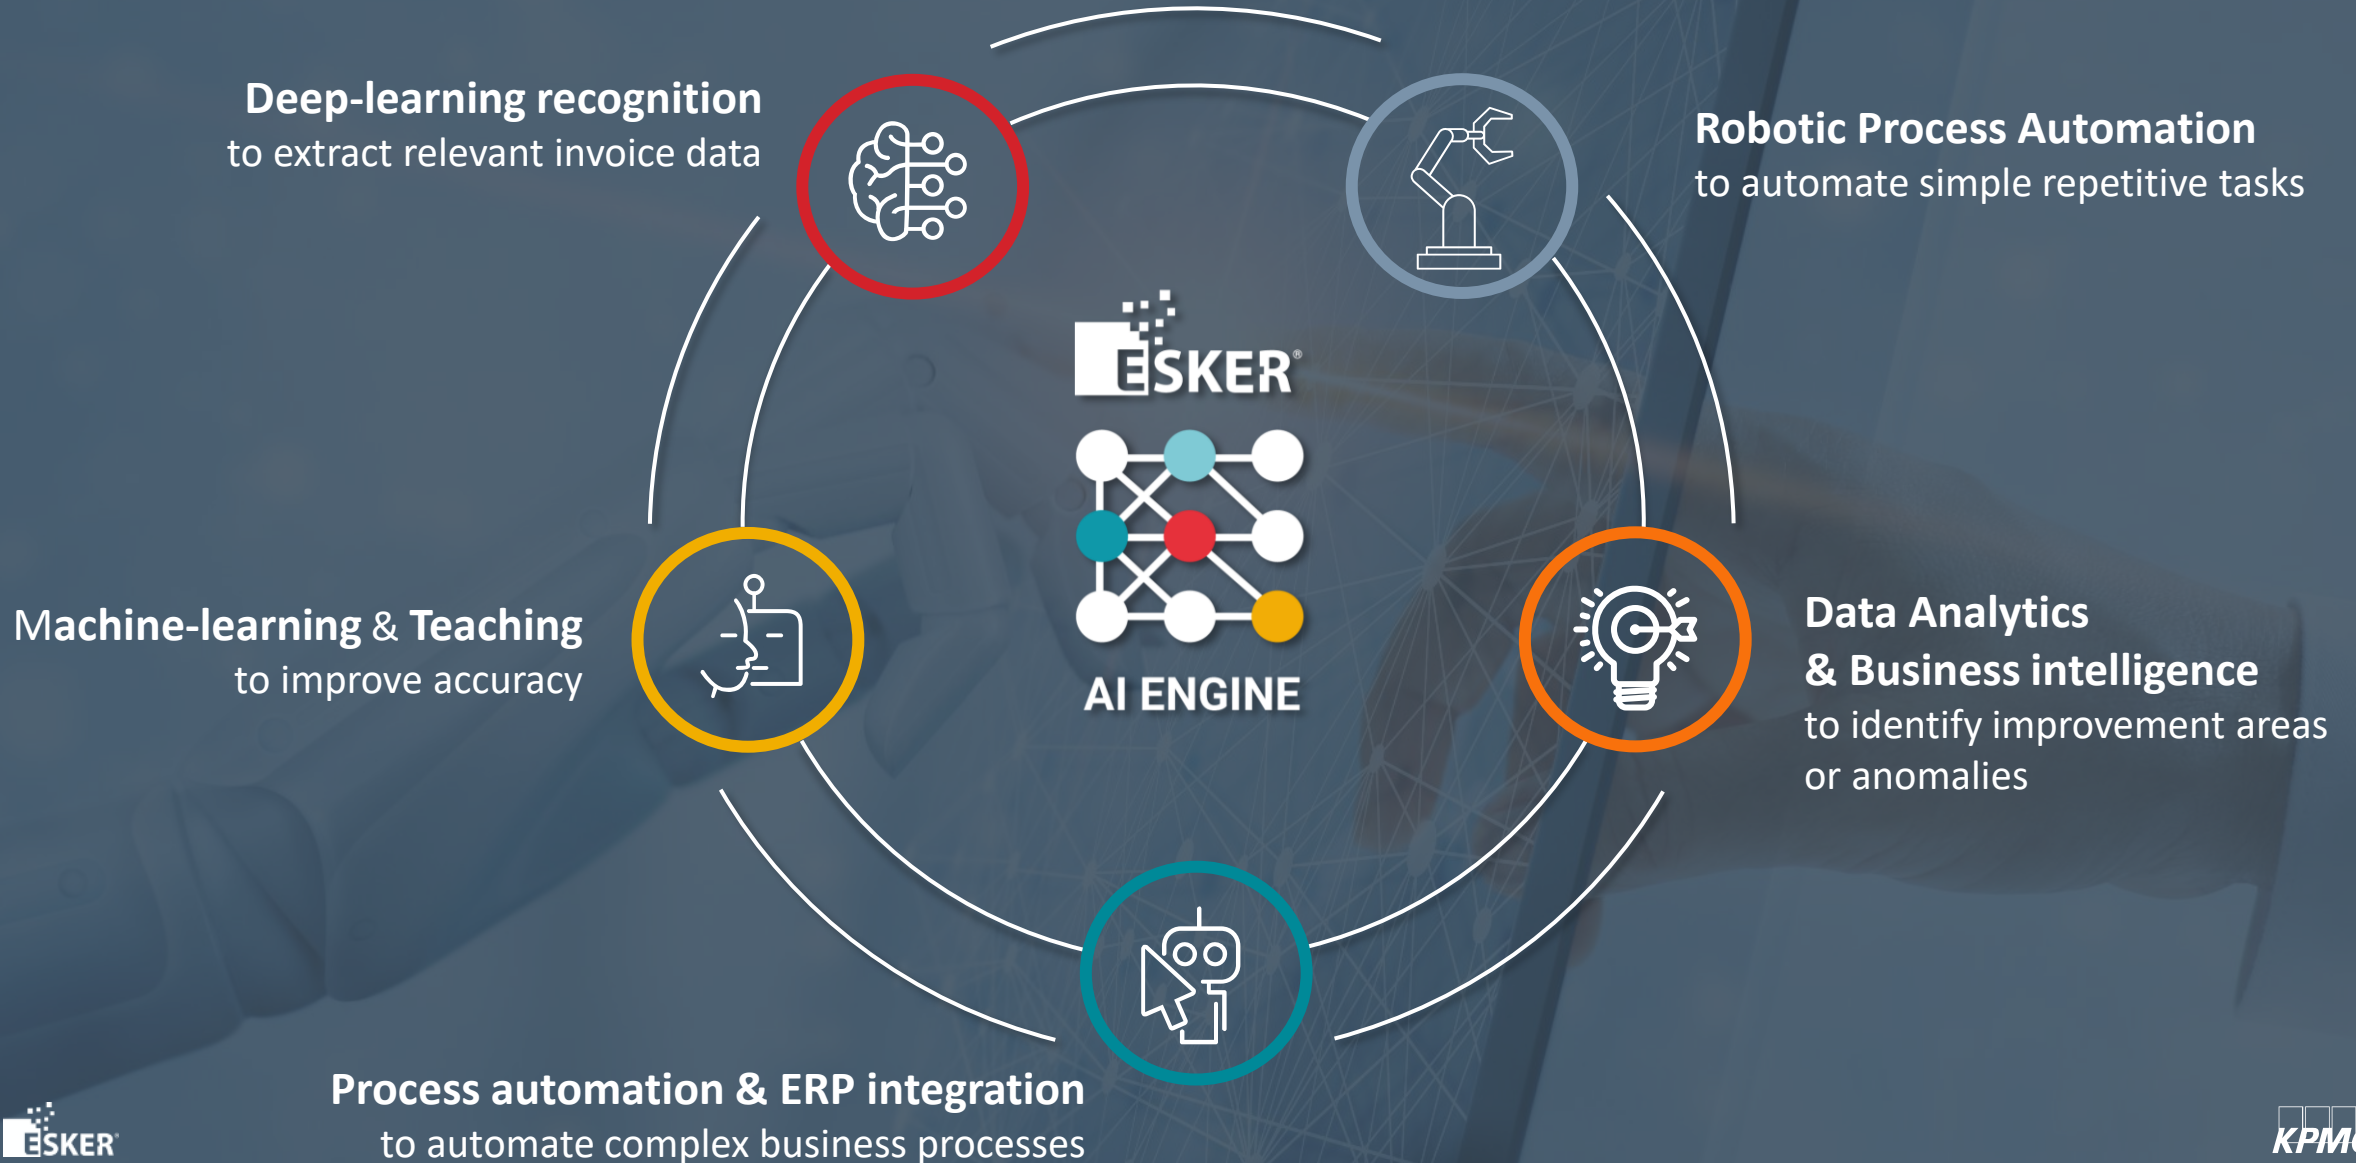 Deep-learning recognition
to extract relevant invoice data
Robotic Process Automation
to automate simple repetitive tasks
ESKER®
AI ENGINE
Machine-learning & Teaching
to improve accuracy
Data Analytics
& Business intelligence
to identify improvement areas
or anomalies
Process automation & ERP integration
to automate complex business processes
ESKER
KPMG